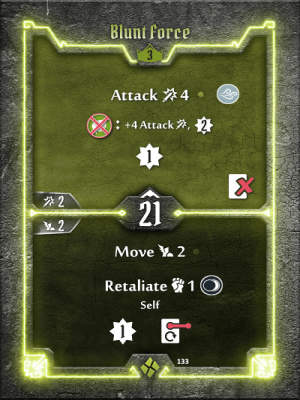 Blunt Force
3
Attack 4
: +4 Attack , 2
1
2
21
2
Move 2
Retaliate 1
Self
1
133